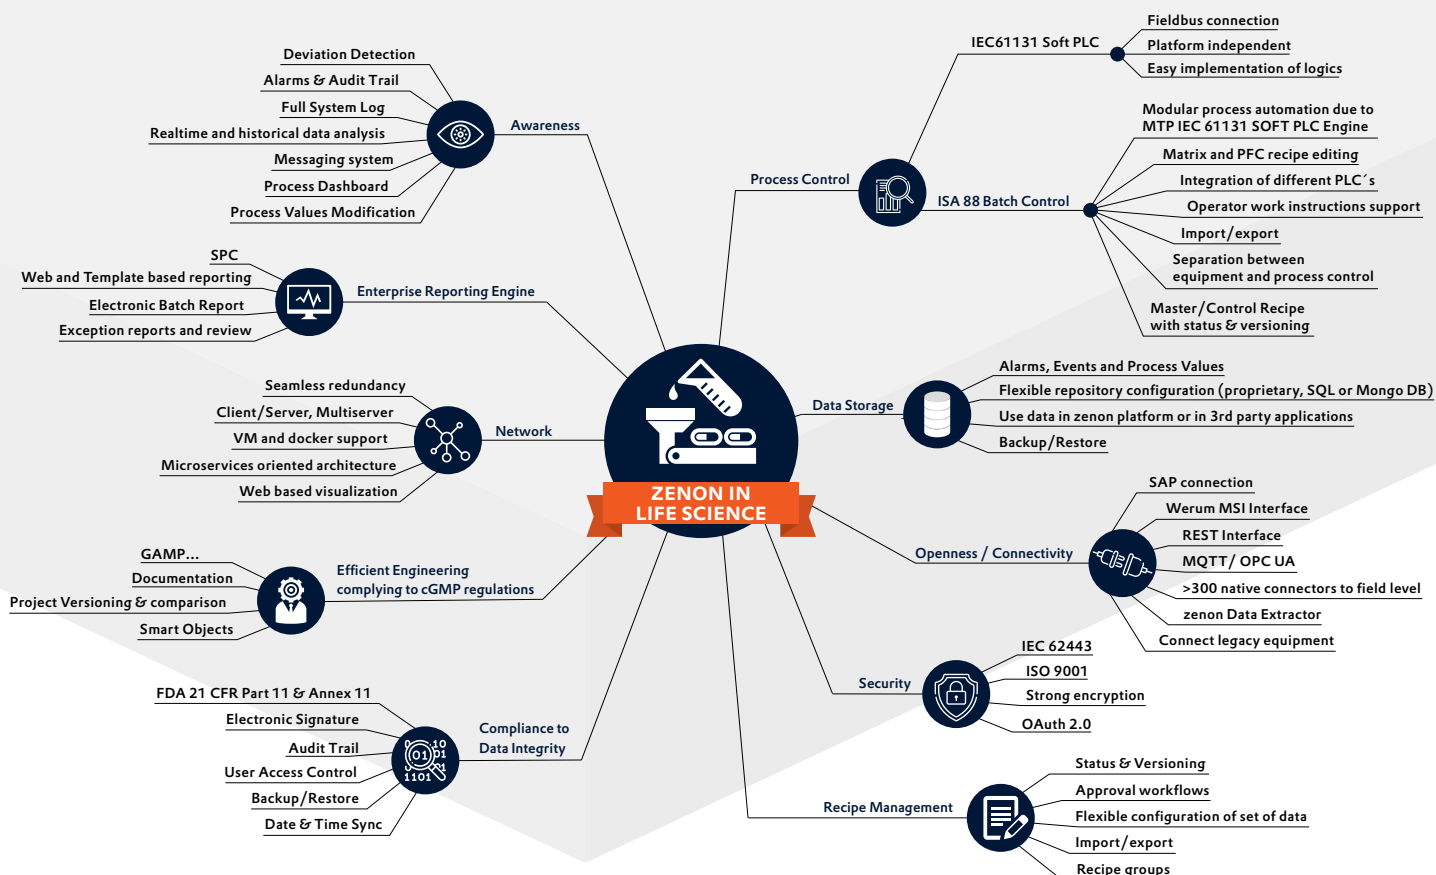 Deviation Detection
Alarms & Audit Trail
Full System Log
Realtime and historical data analysis
Messaging system
Process Dashboard
Process Values Modification
Awareness
SPC
Web and Template based reporting
Electronic Batch Report
Exception reports and review
Enterprise Reporting Engine
Seamless redundancy
Client/Server, Multiserver
VM and docker support
Microservices oriented architecture
Web based visualization
Network
GAMP...
Documentation
Project Versioning & comparison
Smart Objects
Efficient Engineering
complying to cGMP regulations
FDA 21 CFR Part 11 & Annex 11
Electronic Signature
Audit Trail
User Access Control
Backup/Restore
Date & Time Sync
0 10
01 01
1
1101
Compliance to
Data Integrity
ZENON IN
LIFE SCIENCE
Process Control
IEC61131 Soft PLC
Fieldbus connection
Platform independent
Easy implementation of logics
ISA 88 Batch Control
Modular process automation due to
MTP IEC 61131 SOFT PLC Engine
Matrix and PFC recipe editing
Integration of different PLC´s
Operator work instructions support
Import/export
Separation between
equipment and process control
Master/Control Recipe
with status & versioning
Data Storage
Alarms, Events and Process Values
Flexible repository configuration (proprietary, SQL or Mongo DB)
Use data in zenon platform or in 3rd party applications
Backup/Restore
Openness / Connectivity
SAP connection
Werum MSI Interface
REST Interface
MQTT/ OPC UA
>300 native connectors to field level
zenon Data Extractor
Connect legacy equipment
Security
IEC 62443
ISO 9001
Strong encryption
OAuth 2.0
Recipe Management
Status & Versioning
Approval workflows
Flexible configuration of set of data
Import/export
Recipe groups